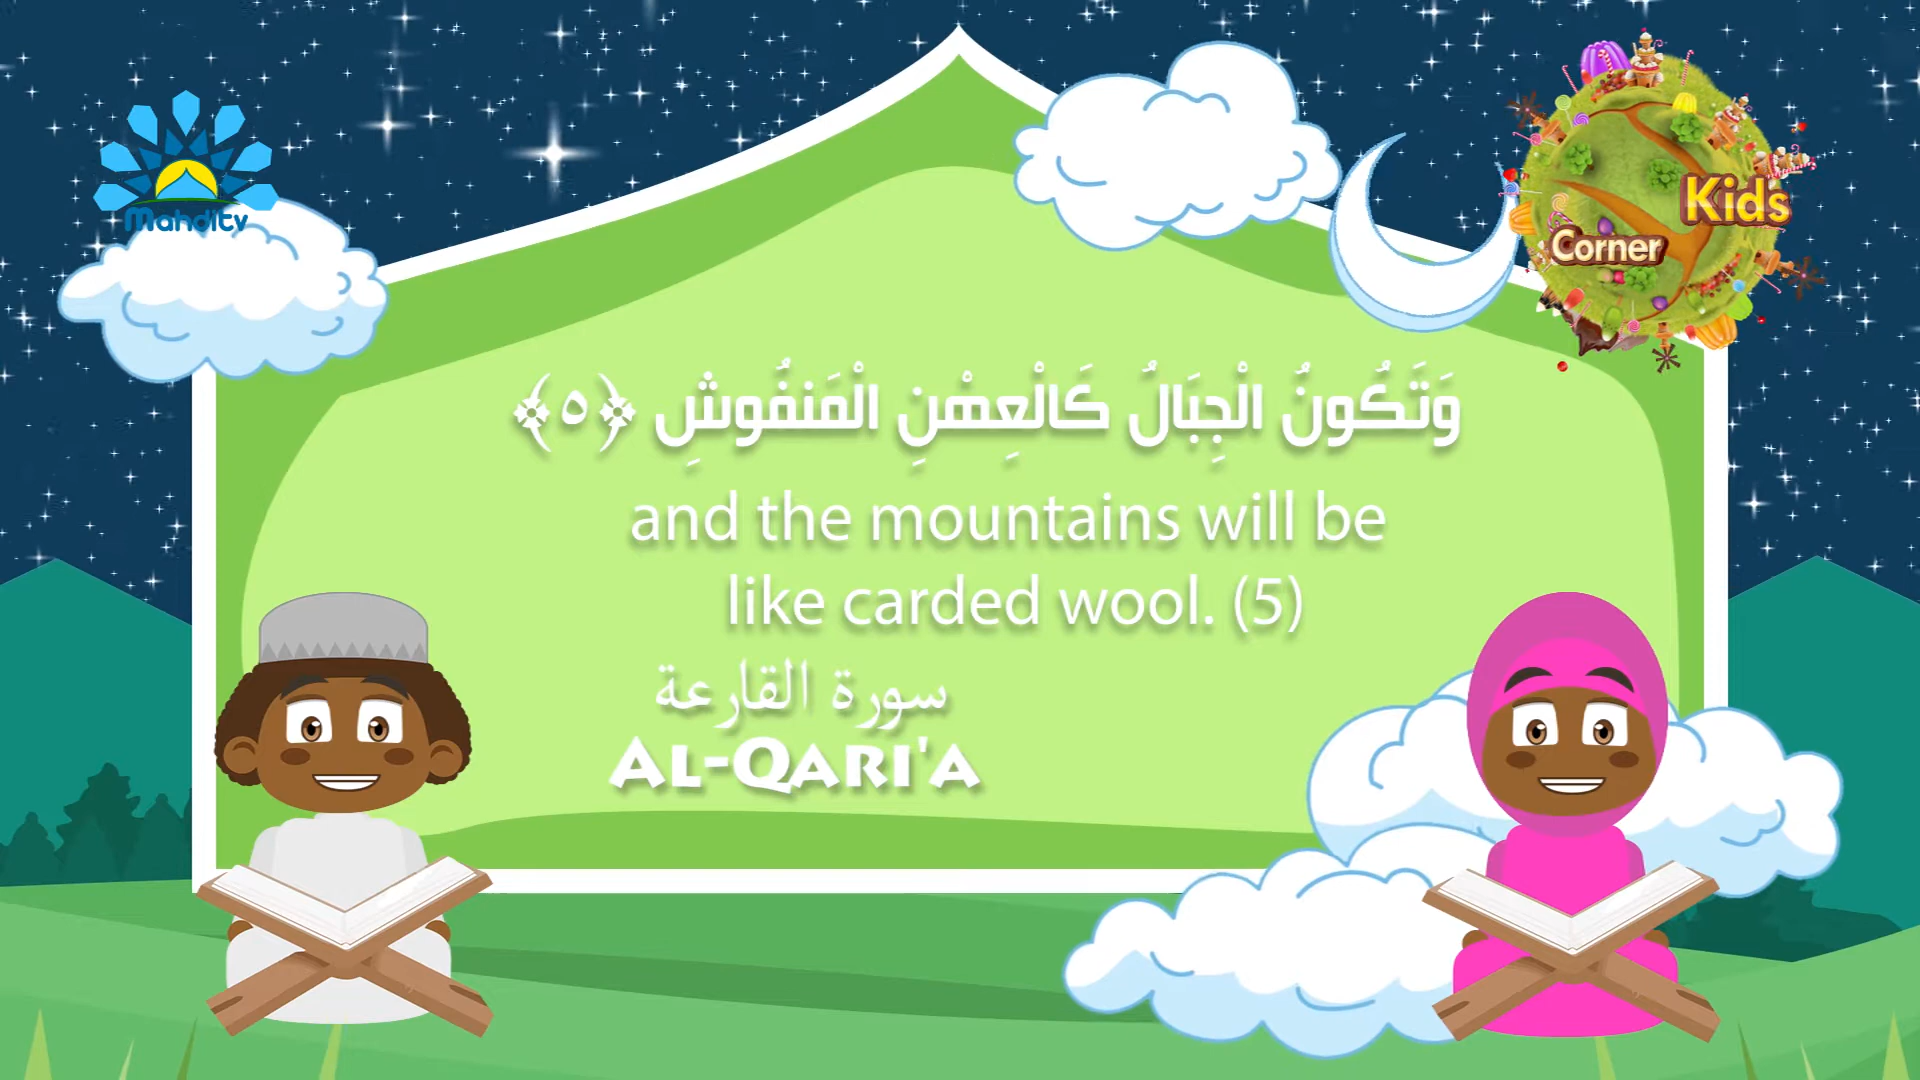 Mahditv
Kids
Corner
وَتَكُونُ الْجِبَالُ كَالْعِهْنِ الْمَنفُوشِ ﴿٥﴾
and the mountains will be
like carded wool. (5)
سورة القارعة
AL-QARI'A